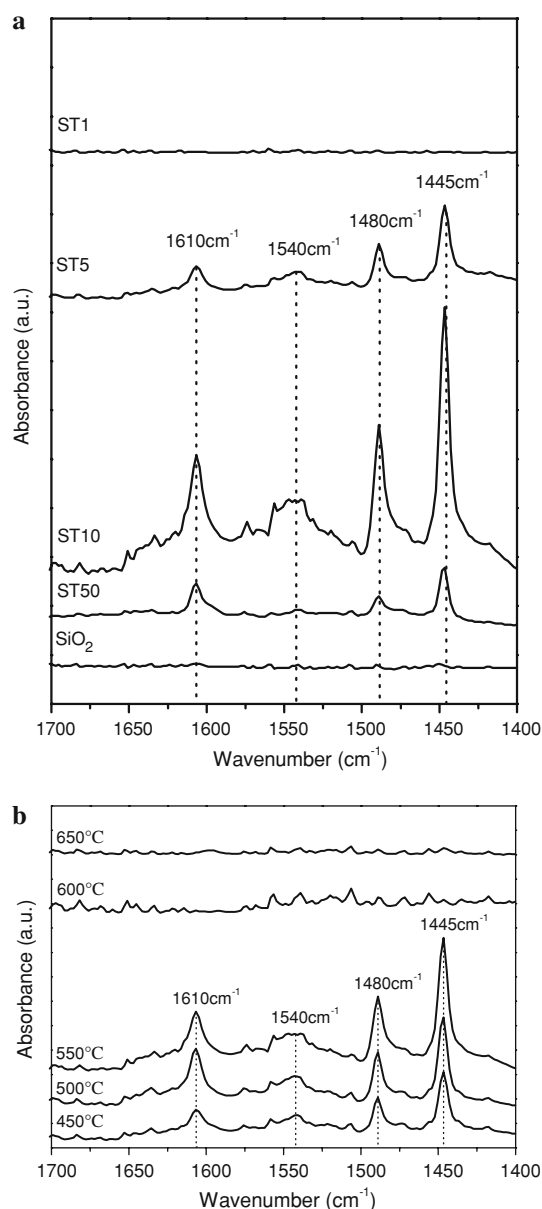 a
ST1
1445cm⁻¹
1480cm⁻¹
1610cm⁻¹
1540cm⁻¹
ST5
ST10
ST50
SiO₂
Absorbance (a.u.)
1700 1650 1600 1550 1500 1450 1400
Wavenumber (cm⁻¹)
b
650°C
600°C
1445cm⁻¹
1480cm⁻¹
1610cm⁻¹
1540cm⁻¹
550°C
500°C
450°C
Absorbance (a.u.)
1700 1650 1600 1550 1500 1450 1400
Wavenumber (cm⁻¹)